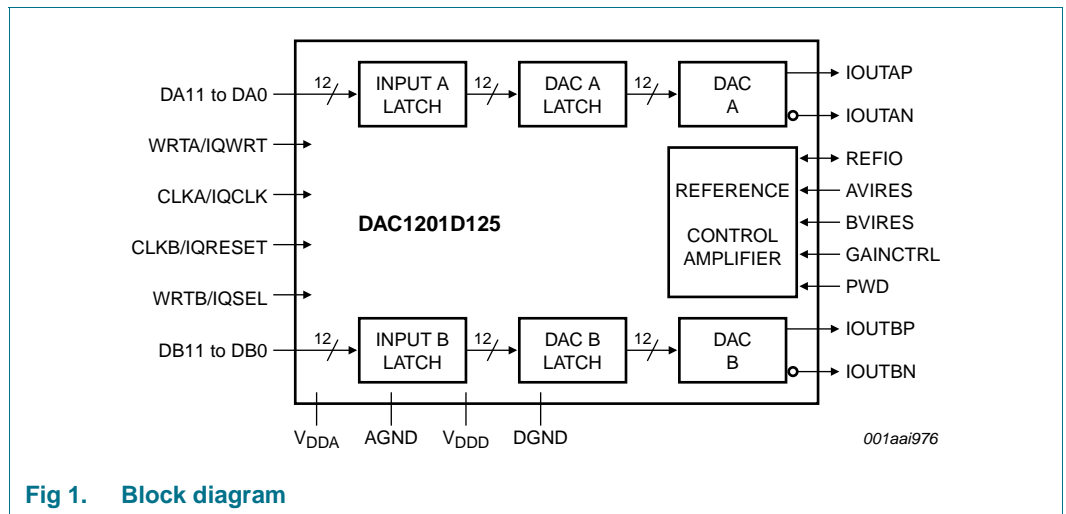 DA11 to DA0
12
INPUT A
LATCH
12
DAC A
LATCH
12
DAC
A
IOUTAP
IOUTAN
WRTA/IQWRT
CLKA/IQCLK
CLKB/IQRESET
WRTB/IQSEL
DAC1201D125
REFERENCE
CONTROL
AMPLIFIER
REFIO
AVIRES
BVIRES
GAINCTRL
PWD
DB11 to DB0
12
INPUT B
LATCH
12
DAC B
LATCH
12
DAC
B
IOUTBP
IOUTBN
VDDA
AGND
VDDD
DGND
001aai976
Fig 1. Block diagram